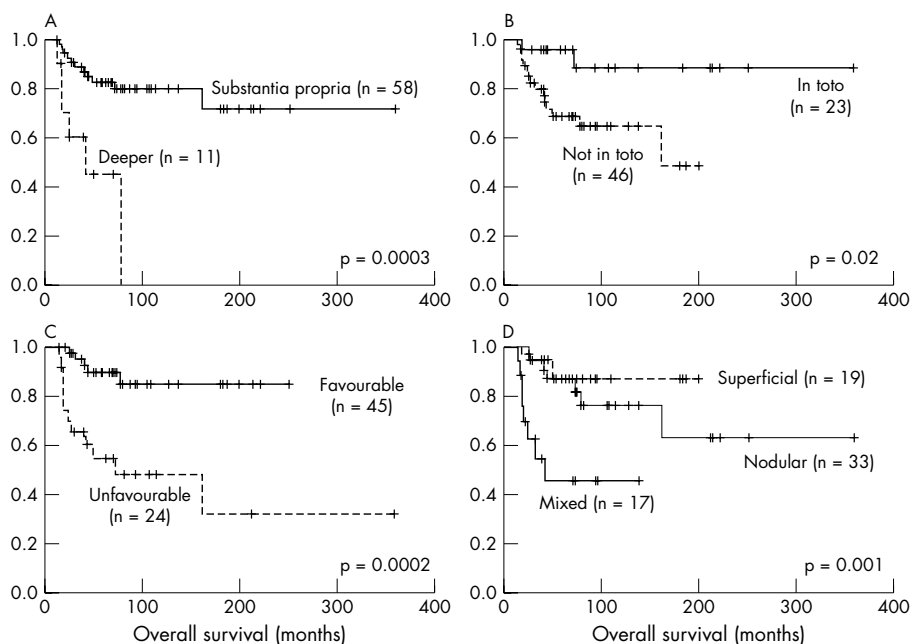 A
1.0
0.8
0.6
0.4
0.2
0.0
Substantia propria (n = 58)
Deeper (n = 11)
p = 0.0003
0 100 200 300 400
B
1.0
0.8
0.6
0.4
0.2
0.0
In toto
(n = 23)
Not in toto
(n = 46)
p = 0.02
0 100 200 300 400
C
1.0
0.8
0.6
0.4
0.2
0.0
Favourable
(n = 45)
Unfavourable
(n = 24)
p = 0.0002
0 100 200 300 400
Overall survival (months)
D
1.0
0.8
0.6
0.4
0.2
0.0
Superficial (n = 19)
Nodular (n = 33)
Mixed (n = 17)
p = 0.001
0 100 200 300 400
Overall survival (months)